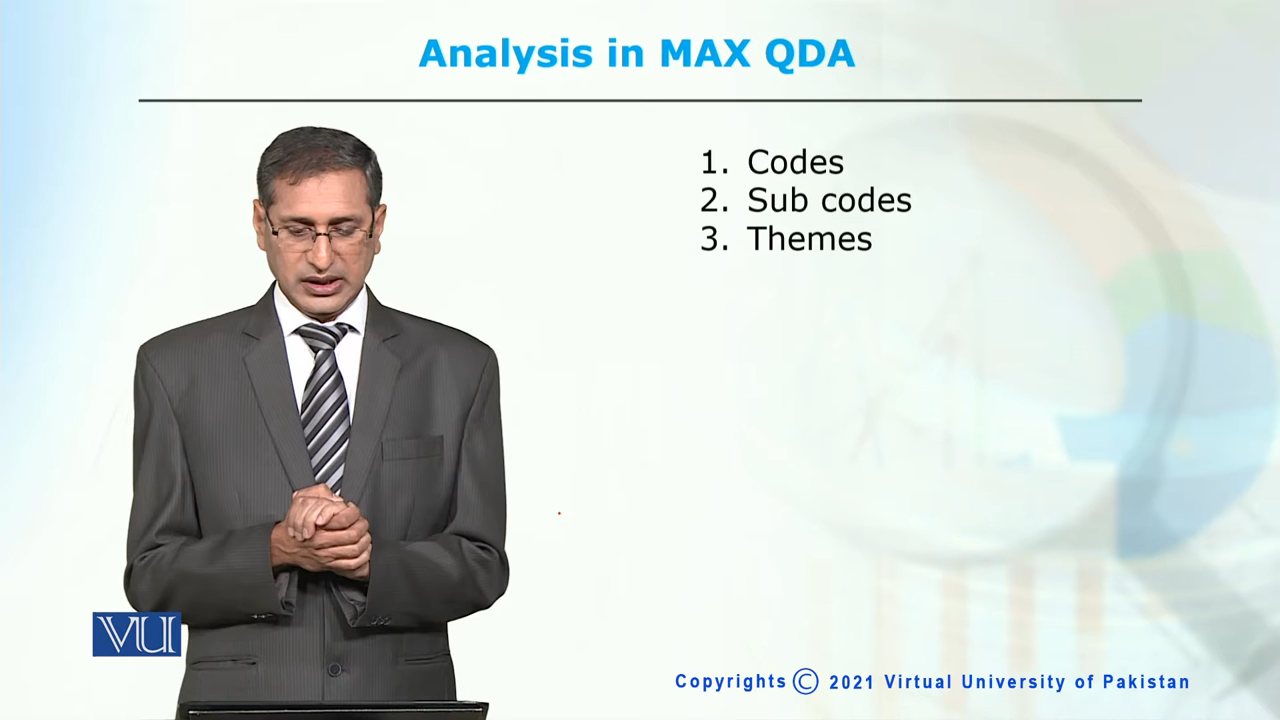 Analysis in MAX QDA
1. Codes
2. Sub codes
3. Themes
VU
Copyrights © 2021 Virtual University of Pakistan